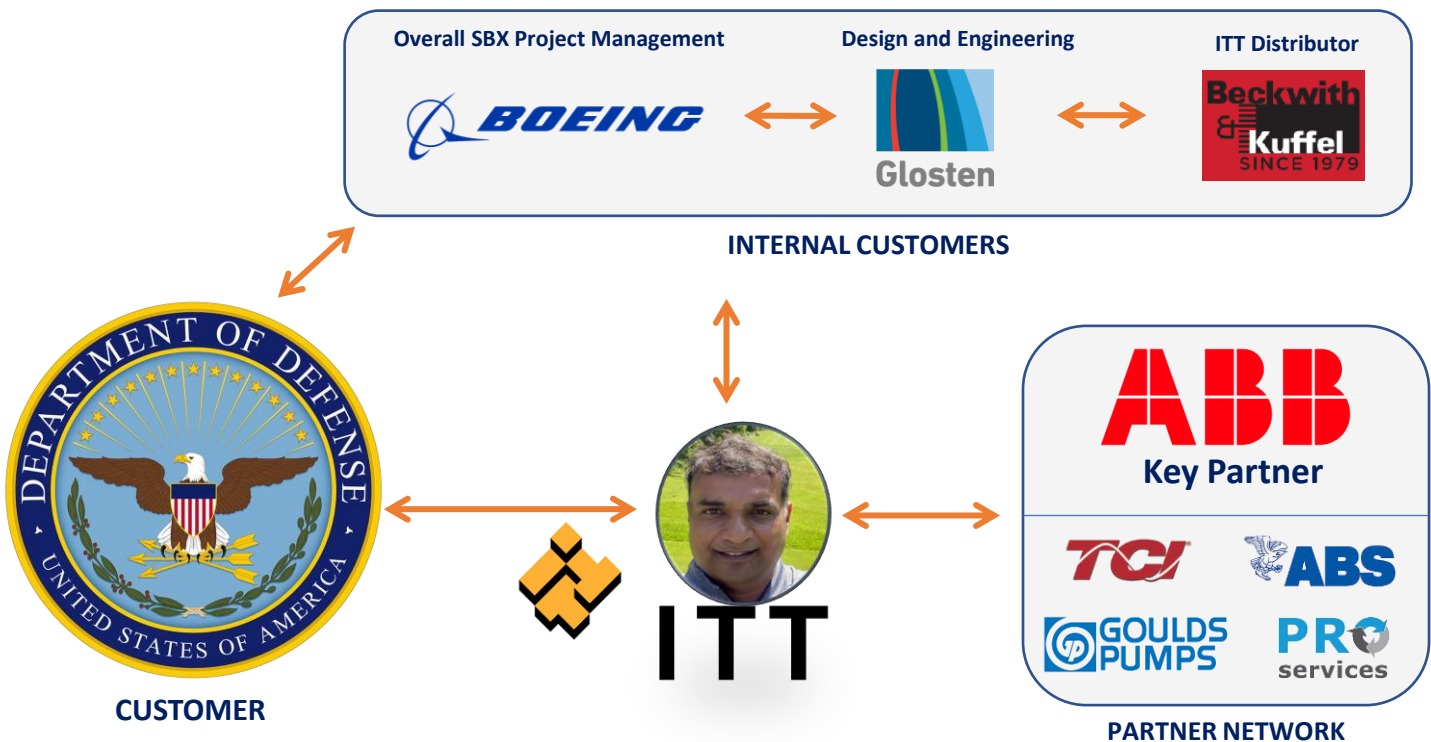 Overall SBX Project Management
Design and Engineering
ITT Distributor
BOEING
Glosten
Beckwith
&
Kuffel
SINCE 1979
INTERNAL CUSTOMERS
DEPARTMENT OF DEFENSE
UNITED STATES OF AMERICA
CUSTOMER
ITT
ABB
Key Partner
TCI
ABS
GOULDS
PUMPS
PRO
services
PARTNER NETWORK